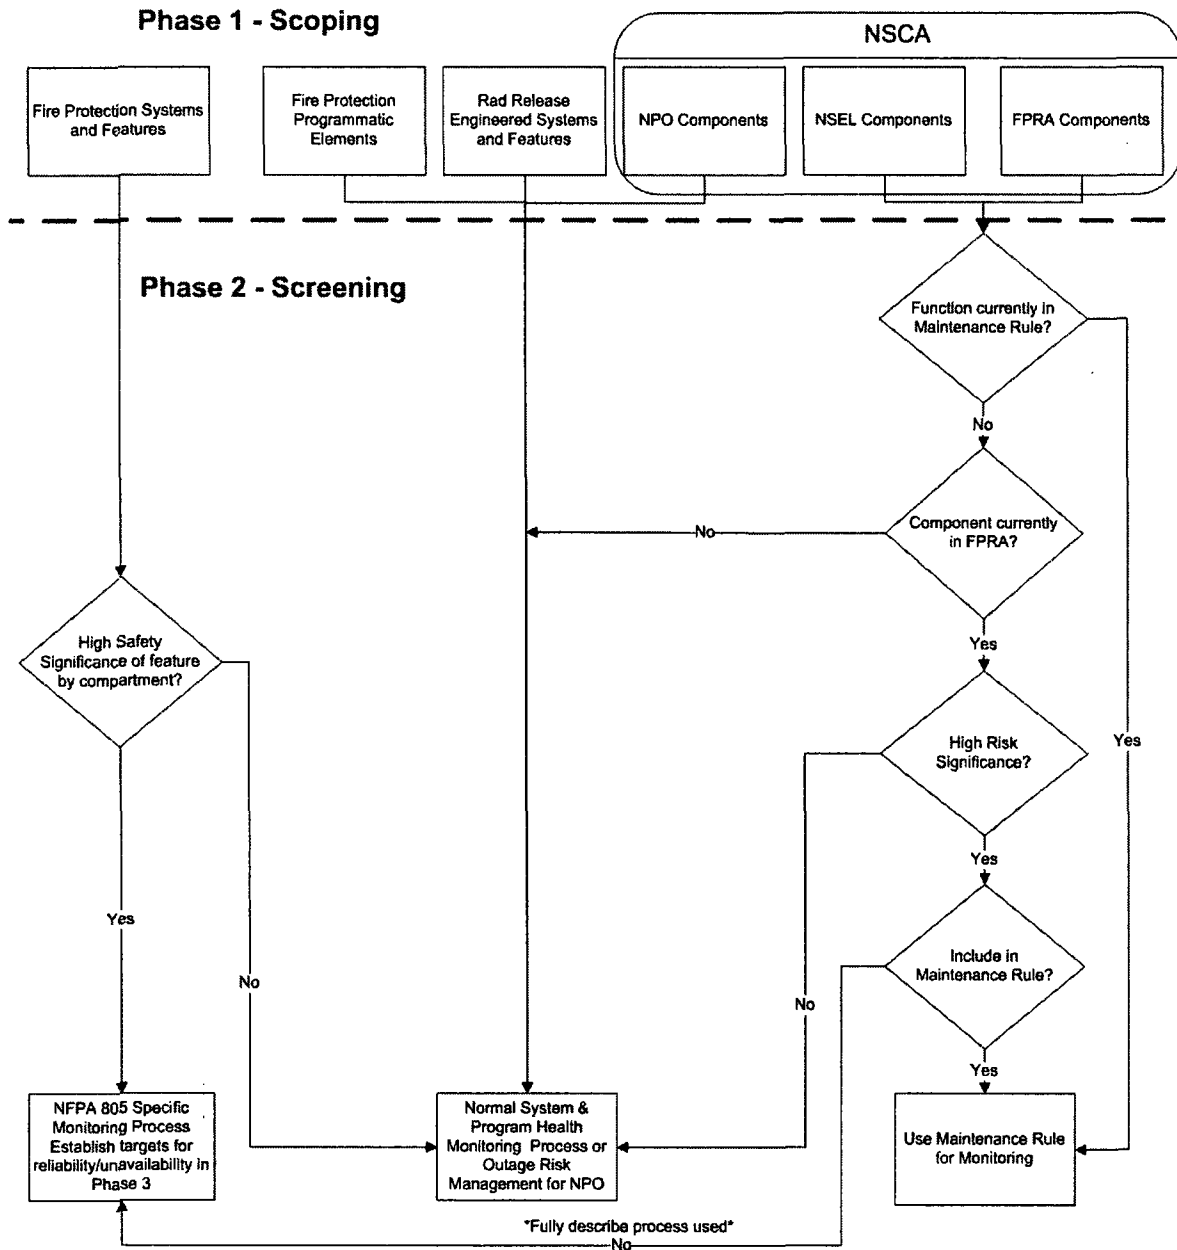 Phase 1 - Scoping
NSCA
Fire Protection Systems
and Features
Fire Protection
Programmatic
Elements
Rad Release
Engineered Systems
and Features
NPO Components
NSEL Components
FPRA Components
Phase 2 - Screening
Function currently in
Maintenance Rule?
No
Component currently
in FPRA?
No
Yes
High Safety
Significance of feature
by compartment?
High Risk
Significance?
Yes
Yes
Yes
Include in
Maintenance Rule?
No
No
Yes
NFPA 805 Specific
Monitoring Process
Establish targets for
reliability/unavailability in
Phase 3
Normal System &
Program Health
Monitoring Process or
Outage Risk
Management for NPO
Use Maintenance Rule
for Monitoring
*Fully describe process used*
No